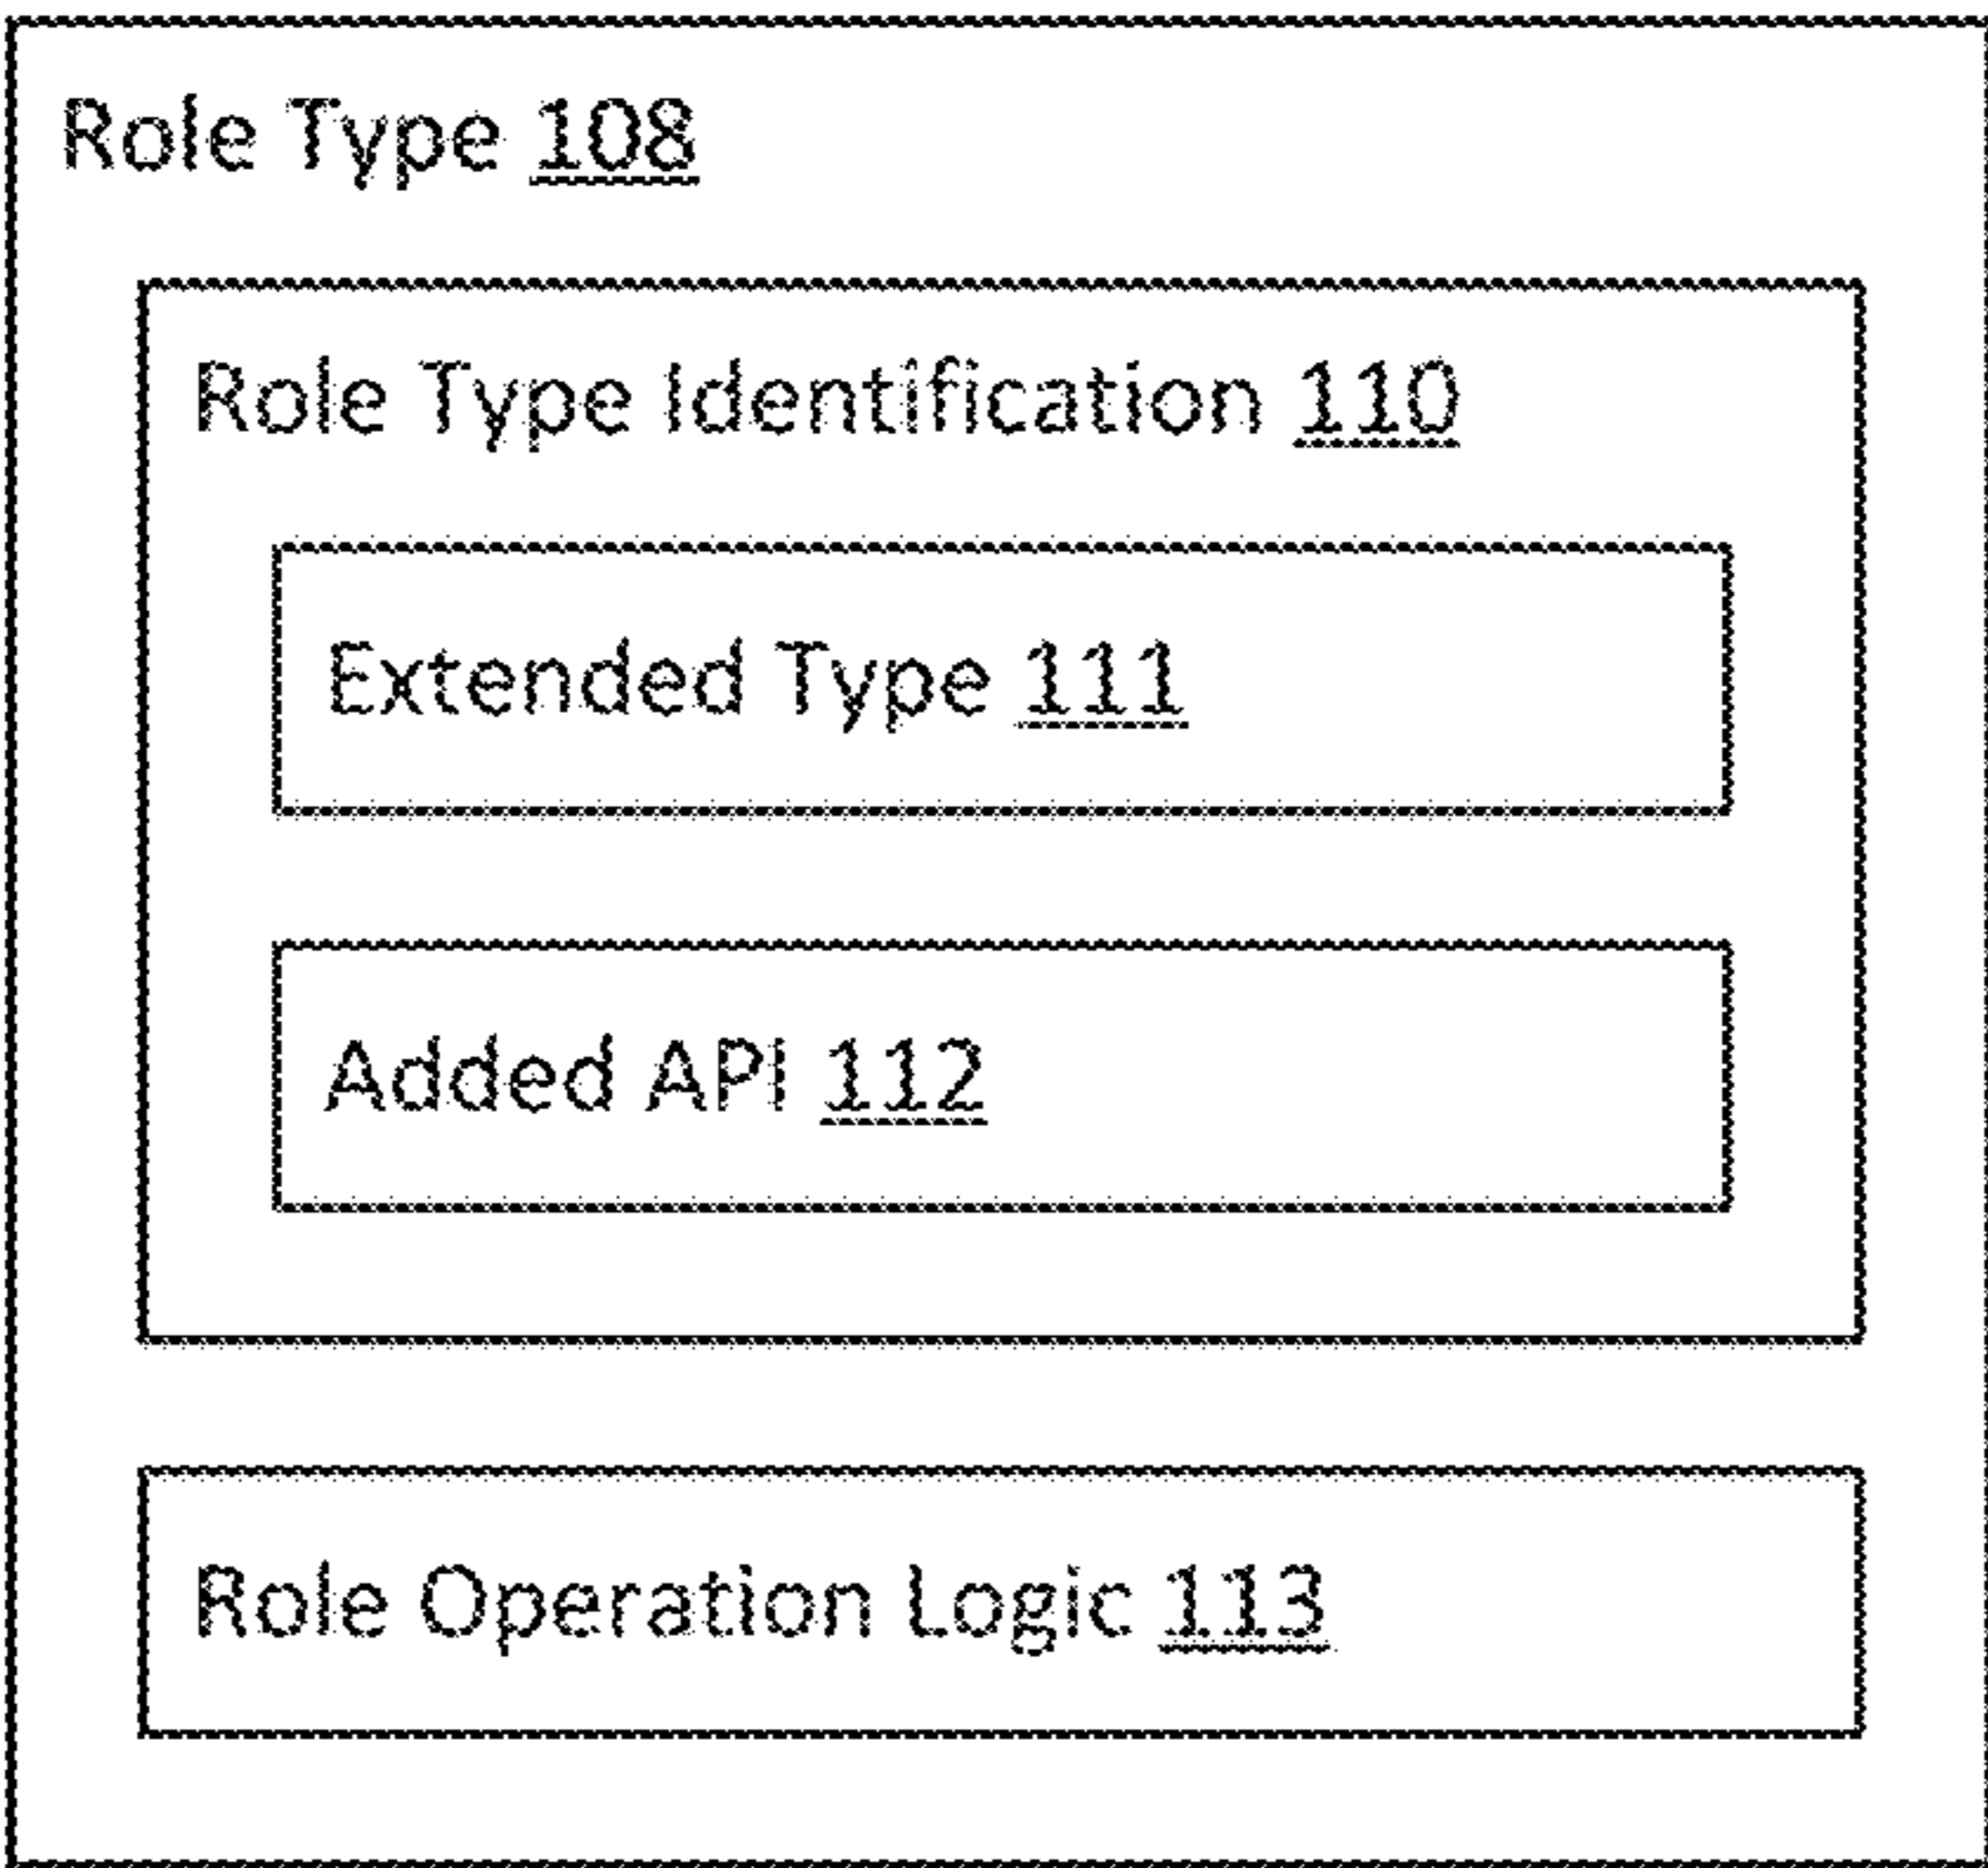 Role Type 108
Role Type Identification 110
Extended Type 111
Added API 112
Role Operation Logic 113